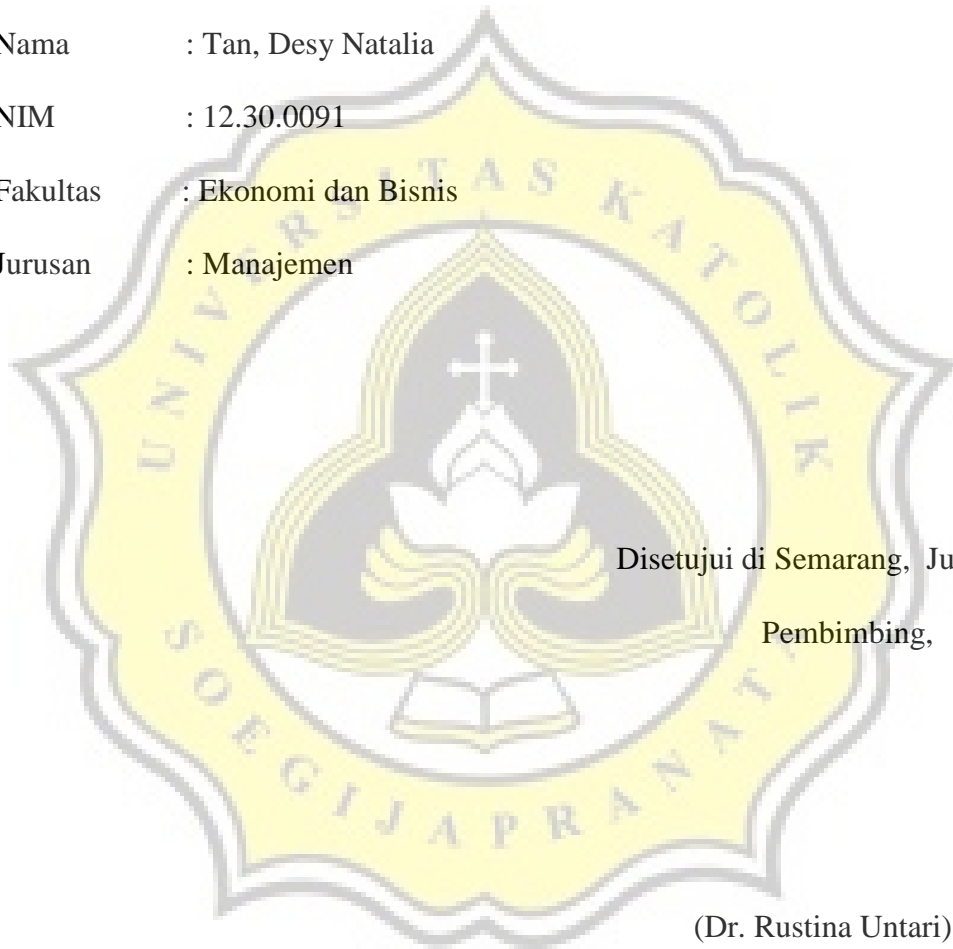 Nama : Tan, Desy Natalia
NIM : 12.30.0091
Fakultas : Ekonomi dan Bisnis
Jurusan : Manajemen
UNIVERSITAS KATOLIK
SOEGIJAPRANATA
Disetujui di Semarang, Ju
Pembimbing,
(Dr. Rustina Untari)